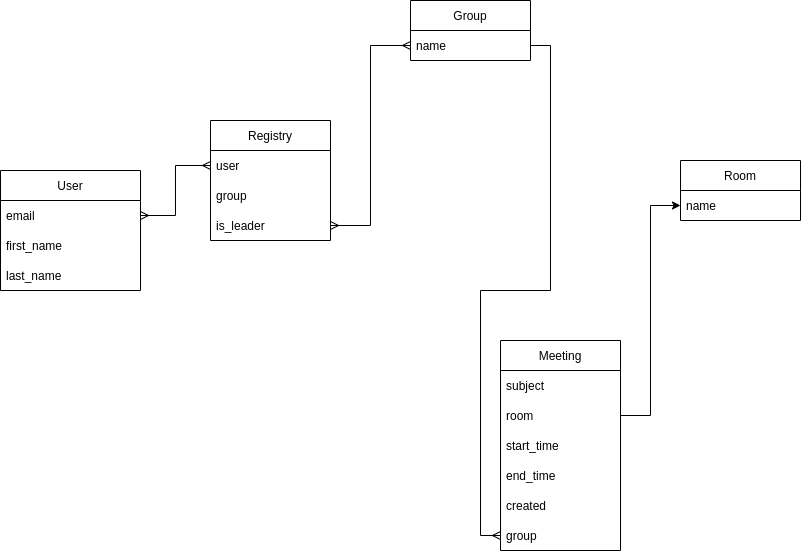 Group
name
Registry
user
group
is_leader
User
email
first_name
last_name
Room
name
Meeting
subject
room
start_time
end_time
created
group